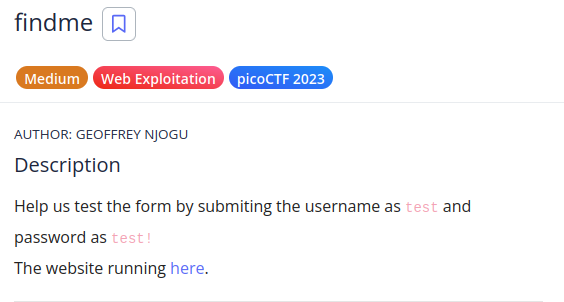 findme
Medium Web Exploitation picoCTF 2023
AUTHOR: GEOFFREY NJOGU
Description
Help us test the form by submiting the username as test and
password as test!
The website running here.